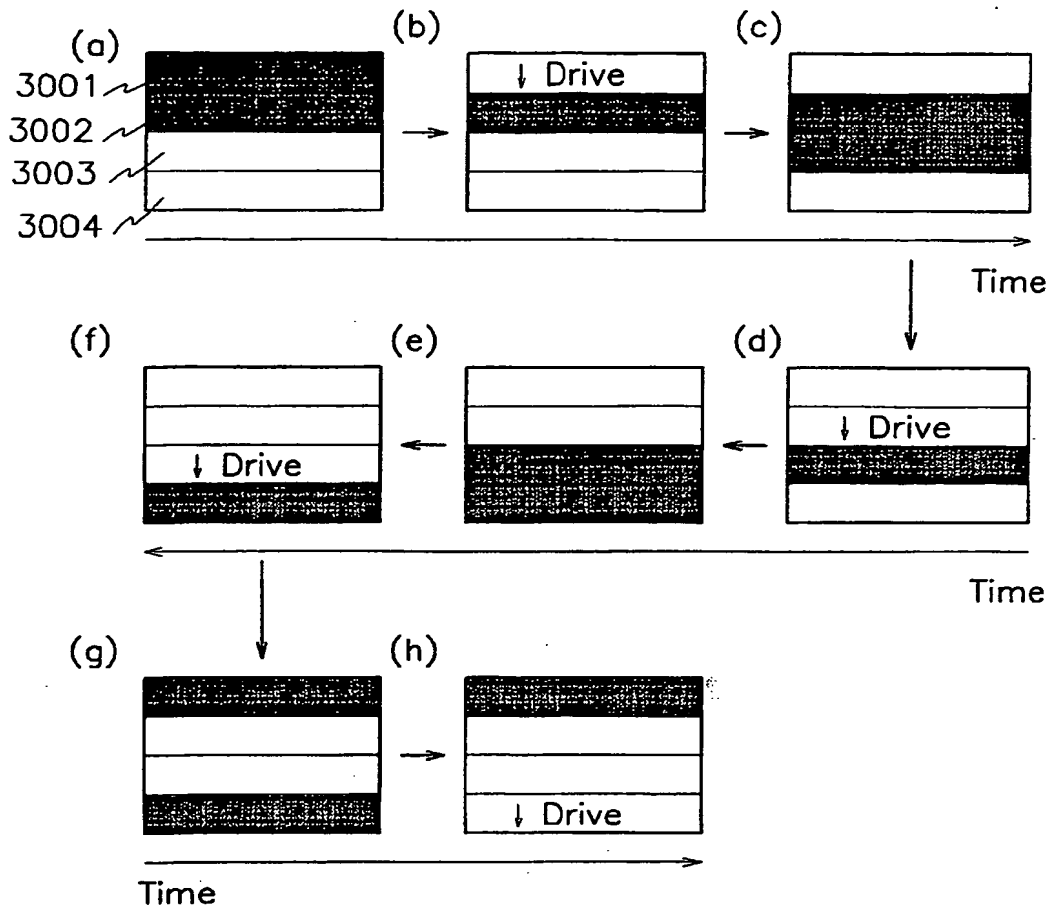 (a) (b) (c)
3001
3002
3003
3004
↓ Drive
Time
(f) (e) (d)
↓ Drive
↓ Drive
Time
(g) (h)
↓ Drive
Time